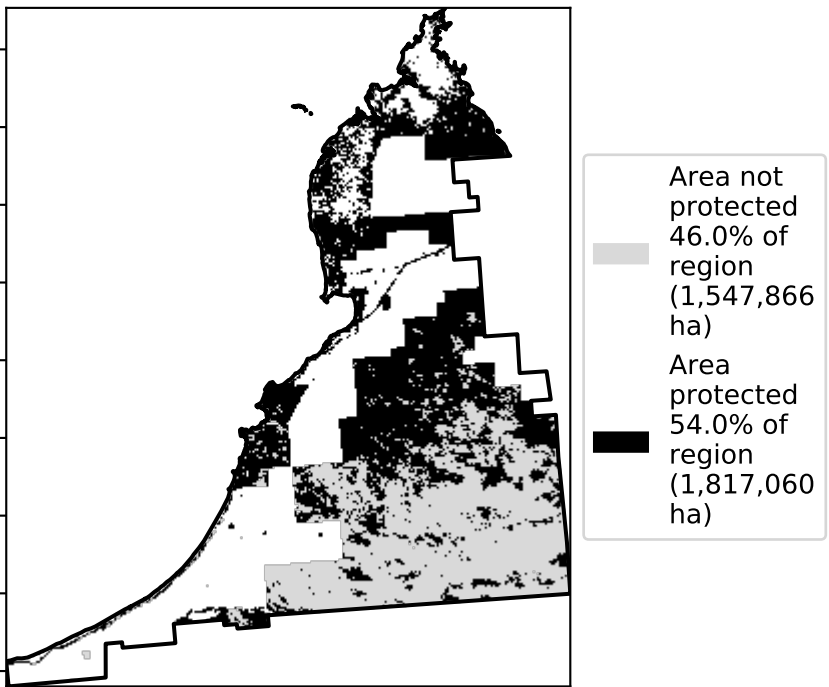 Area not
protected
46.0% of
region
(1,547,866
ha)
Area
protected
54.0% of
region
(1,817,060
ha)